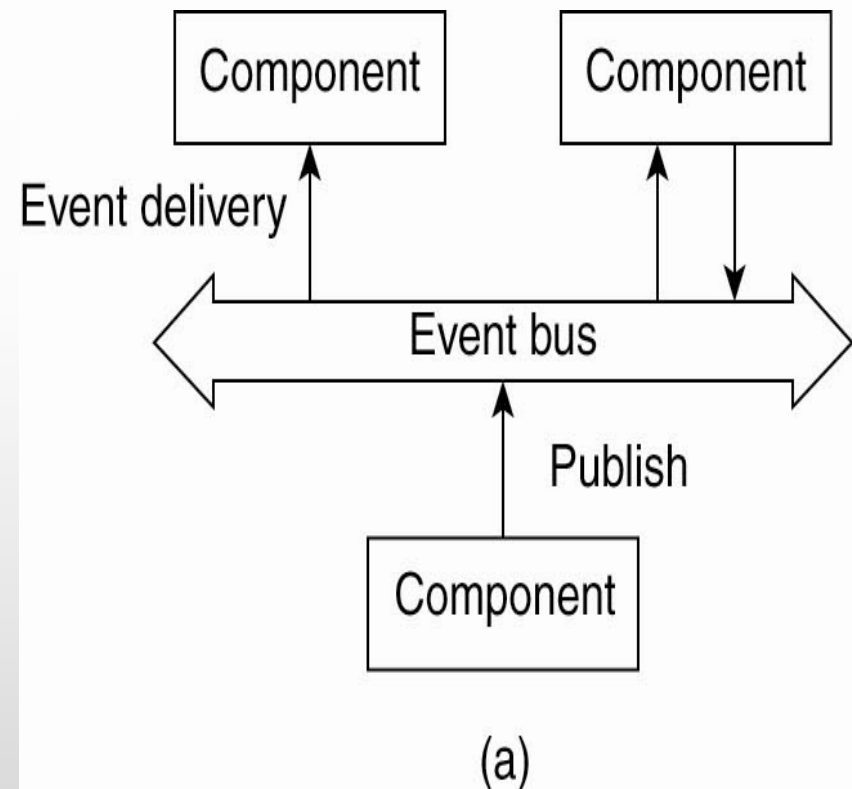 Component
Component
Event delivery
Event bus
Publish
Component
(a)